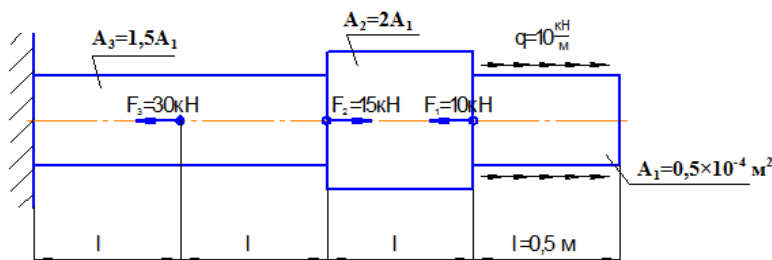 A₃=1,5A₁
A₂=2A₁
q=10 кН/м
F₃=30кН
F₂=15кН
F₁=10кН
A₁=0,5×10⁻⁴ м²
l
l
l
l=0,5 м